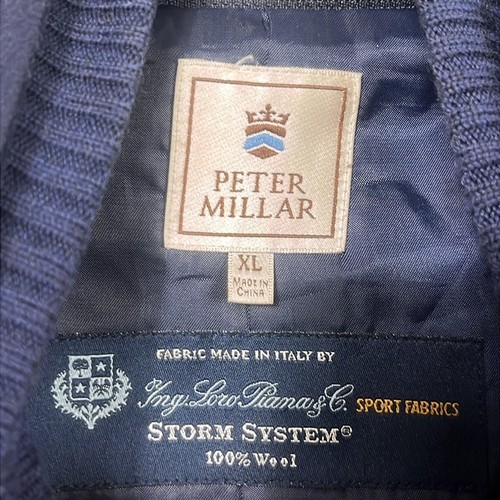 PETER
MILLAR
XL
MADE IN
CHINA
FABRIC MADE IN ITALY BY
Ing. Loro Piana & C. SPORT FABRICS
STORM SYSTEM®
100% Wool